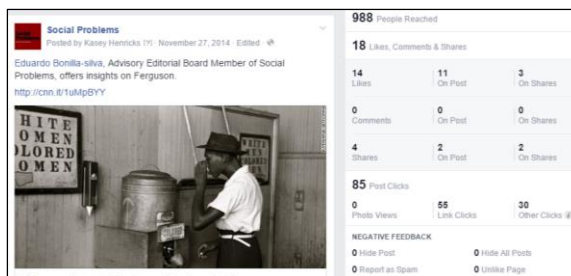 Social Problems
Posted by Kasey Henricks [?] · November 27, 2014 · Edited ·
Eduardo Bonilla-silva, Advisory Editorial Board Member of Social
Problems, offers insights on Ferguson.
http://cnn.it/1uMpBYY
HITE
OMEN
OLORED
OMEN
WHITE
COLORED
988 People Reached
18 Likes, Comments & Shares
14 11 3
Likes On Post On Shares
0 0 0
Comments On Post On Shares
4 2 2
Shares On Post On Shares
85 Post Clicks
0 55 30
Photo Views Link Clicks Other Clicks
NEGATIVE FEEDBACK
0 Hide Post 0 Hide All Posts
0 Report as Spam 0 Unlike Page